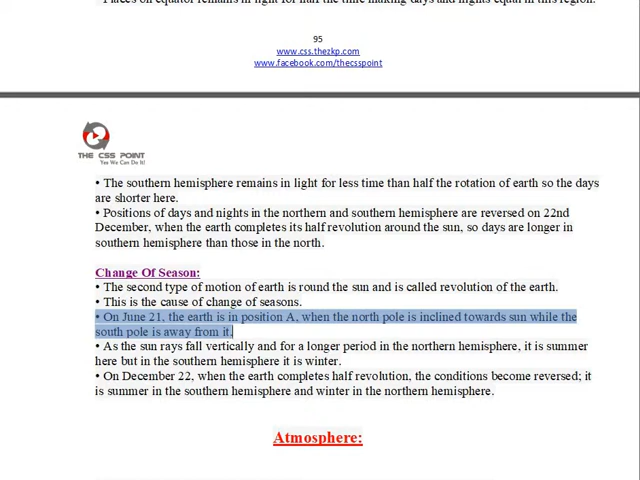 Places on equator remains in light for half the time making days and nights equal in this region.
95
www.css.thezkp.com
www.facebook.com/thecsspoint
THE CSS POINT
Yes We Can Do It!
• The southern hemisphere remains in light for less time than half the rotation of earth so the days
are shorter here.
• Positions of days and nights in the northern and southern hemisphere are reversed on 22nd
December, when the earth completes its half revolution around the sun, so days are longer in
southern hemisphere than those in the north.
Change Of Season:
• The second type of motion of earth is round the sun and is called revolution of the earth.
• This is the cause of change of seasons.
• On June 21, the earth is in position A, when the north pole is inclined towards sun while the
south pole is away from it.
• As the sun rays fall vertically and for a longer period in the northern hemisphere, it is summer
here but in the southern hemisphere it is winter.
• On December 22, when the earth completes half revolution, the conditions become reversed; it
is summer in the southern hemisphere and winter in the northern hemisphere.
Atmosphere: